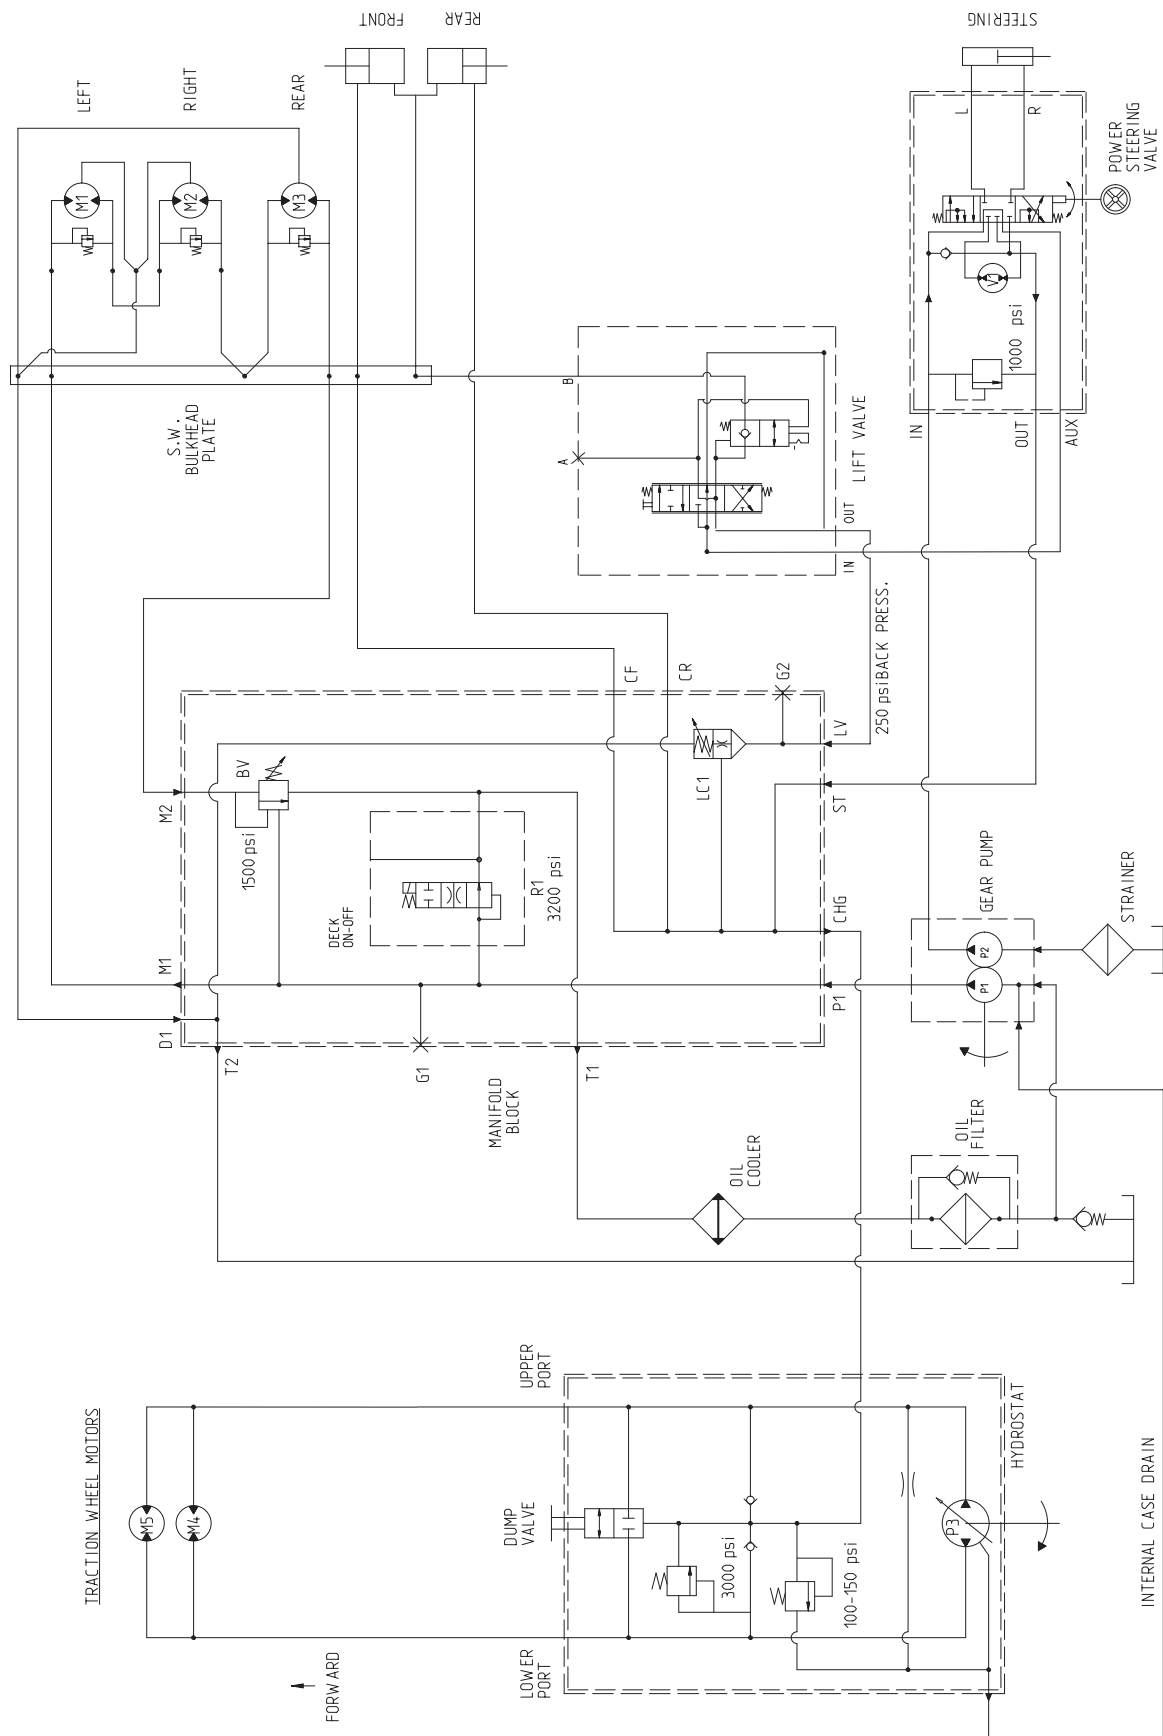 FRONT
REAR
STEERING
LEFT
RIGHT
REAR
M1
M2
M3
W
W
W
L
R
POWER
STEERING
VALVE
V1
1000 psi
IN
OUT
AUX
S.W.
BULKHEAD
PLATE
B
A
LIFT VALVE
OUT
IN
250 psi BACK PRESS.
CF
CR
G2
LV
LC1
ST
BV
M2
1500 psi
DECK
ON-OFF
R1
3200 psi
CHG
M1
P1
D1
T2
G1
T1
MANIFOLD
BLOCK
GEAR PUMP
P2
P1
STRAINER
OIL
COOLER
OIL
FILTER
TRACTION WHEEL MOTORS
M5
M4
UPPER
PORT
DUMP
VALVE
3000 psi
100-150 psi
P3
HYDROSTAT
LOWER
PORT
FORWARD
INTERNAL CASE DRAIN